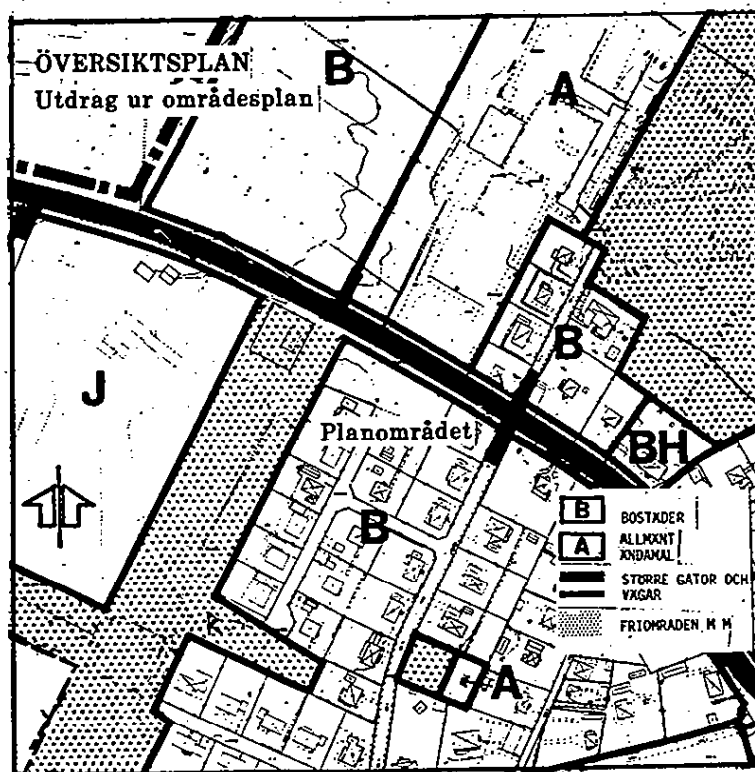 ÖVERSIKTSPLAN
Utdrag ur områdesplan
B
A
B
J
Planområdet
BH
B
A
B BOSTÄDER
A ALLMÄNT
ÄNDAMÅL
STÖRRE GATOR OCH
VÄGAR
FRIOMRÅDEN M M